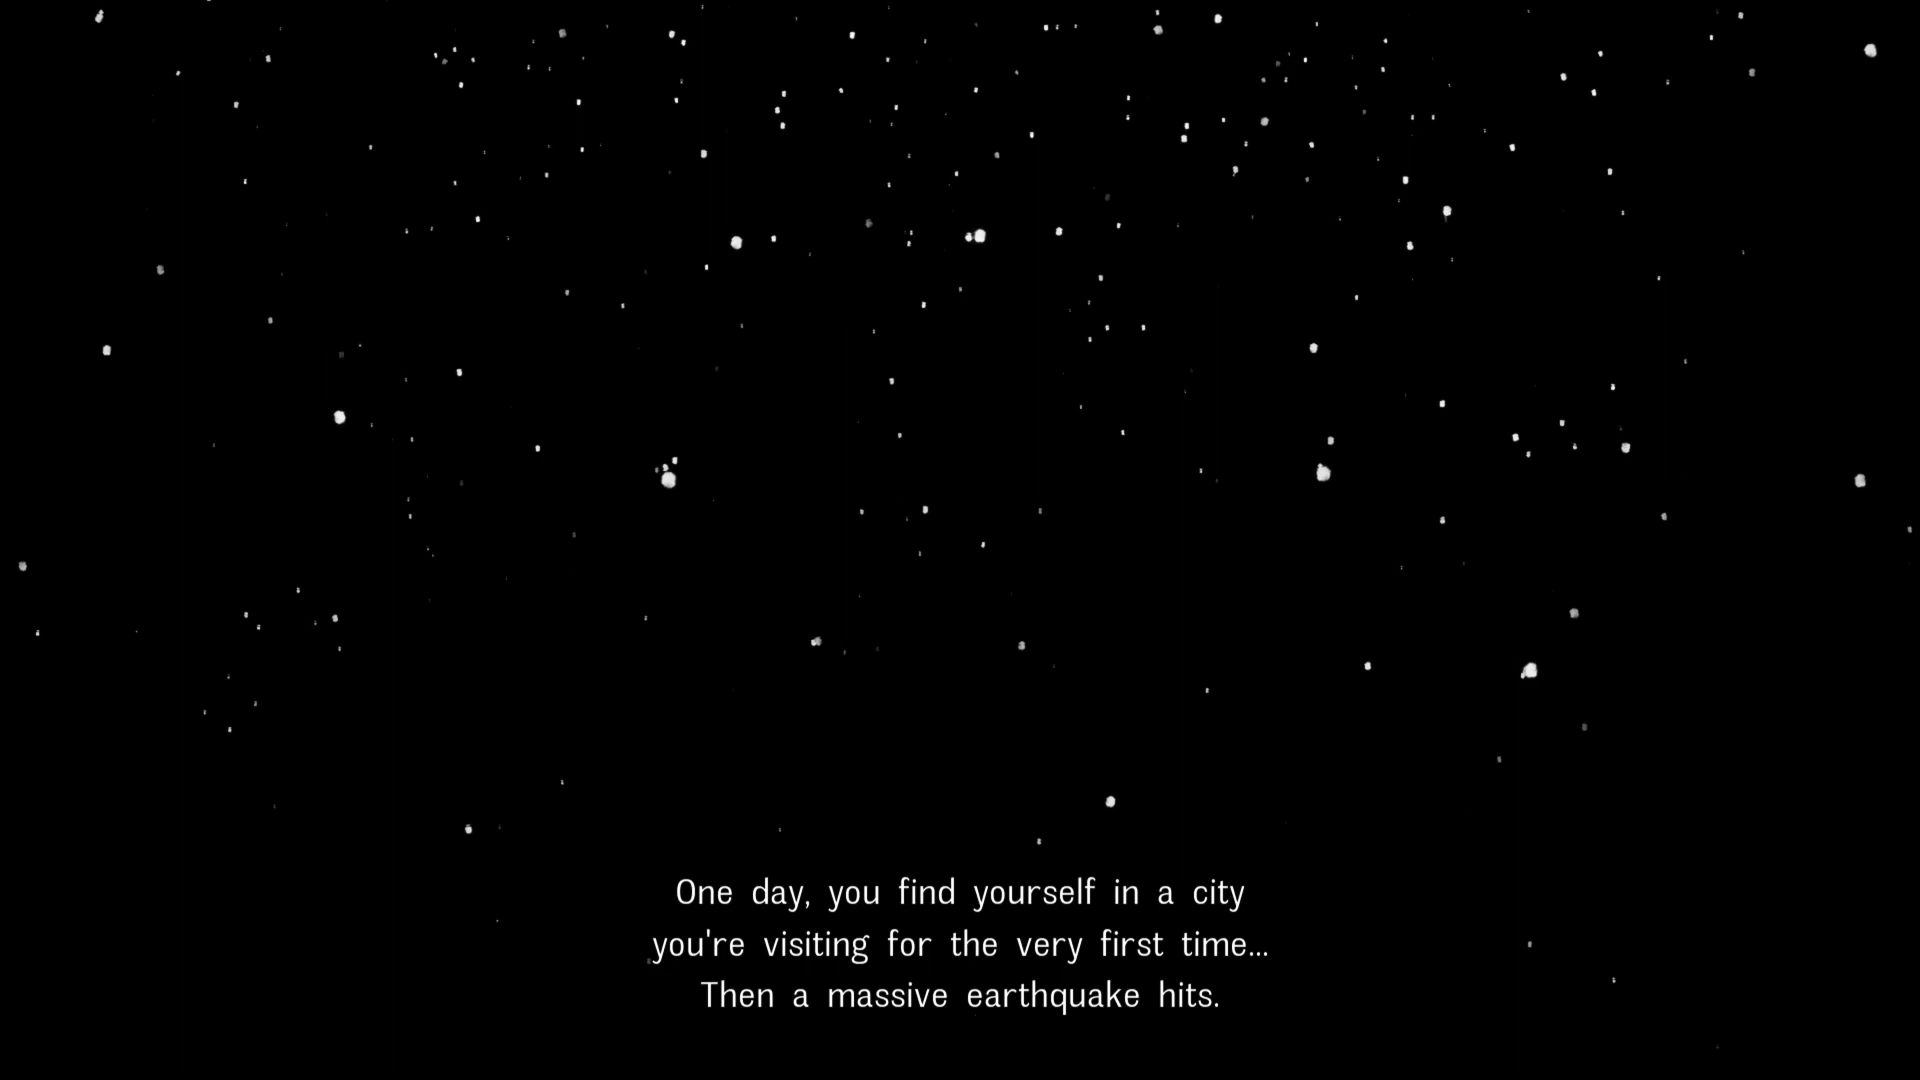 One day, you find yourself in a city
you're visiting for the very first time...
Then a massive earthquake hits.